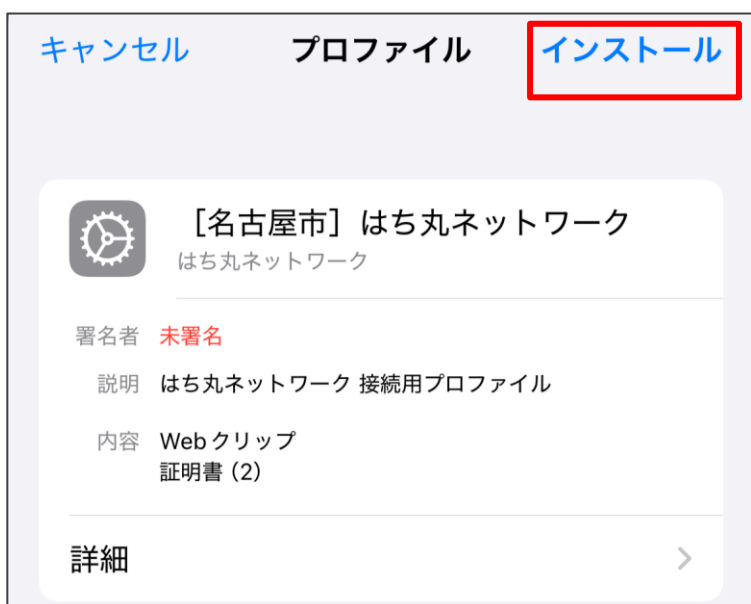 キャンセル プロファイル インストール
［名古屋市］はち丸ネットワーク
はち丸ネットワーク
署名者 未署名
説明 はち丸ネットワーク 接続用プロファイル
内容 Webクリップ
証明書（2）
詳細